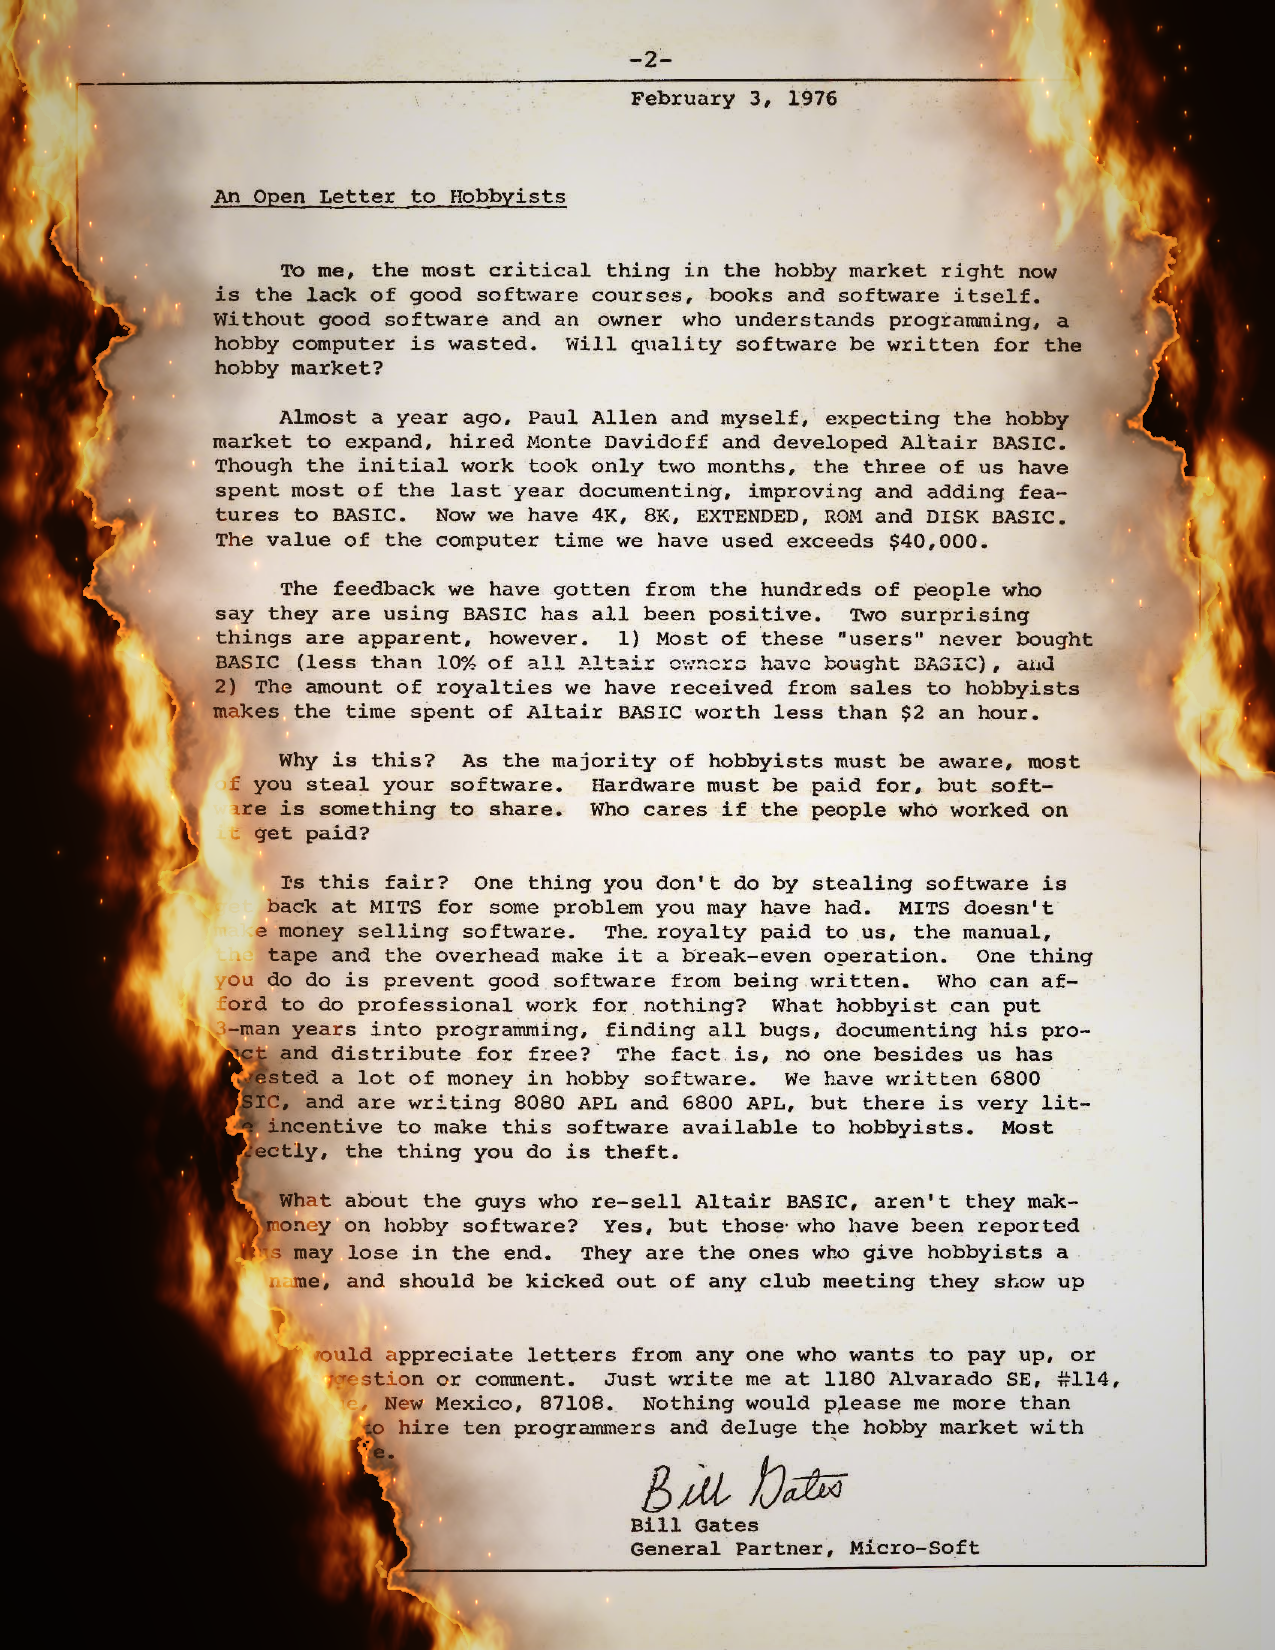 -2-
February 3, 1976
An Open Letter to Hobbyists
To me, the most critical thing in the hobby market right now
is the lack of good software courses, books and software itself.
Without good software and an owner who understands programming, a
hobby computer is wasted. Will quality software be written for the
hobby market?
Almost a year ago, Paul Allen and myself, expecting the hobby
market to expand, hired Monte Davidoff and developed Altair BASIC.
Though the initial work took only two months, the three of us have
spent most of the last year documenting, improving and adding fea-
tures to BASIC. Now we have 4K, 8K, EXTENDED, ROM and DISK BASIC.
The value of the computer time we have used exceeds $40,000.
The feedback we have gotten from the hundreds of people who
say they are using BASIC has all been positive. Two surprising
things are apparent, however. 1) Most of these "users" never bought
BASIC (less than 10% of all Altair owners have bought BASIC), and
2) The amount of royalties we have received from sales to hobbyists
makes the time spent of Altair BASIC worth less than $2 an hour.
Why is this? As the majority of hobbyists must be aware, most
of you steal your software. Hardware must be paid for, but soft-
ware is something to share. Who cares if the people who worked on
it get paid?
Is this fair? One thing you don't do by stealing software is
get back at MITS for some problem you may have had. MITS doesn't
make money selling software. The royalty paid to us, the manual,
the tape and the overhead make it a break-even operation. One thing
you do do is prevent good software from being written. Who can af-
ford to do professional work for nothing? What hobbyist can put
3-man years into programming, finding all bugs, documenting his pro-
ct and distribute for free? The fact is, no one besides us has
ested a lot of money in hobby software. We have written 6800
SIC, and are writing 8080 APL and 6800 APL, but there is very lit-
incentive to make this software available to hobbyists. Most
ectly, the thing you do is theft.
What about the guys who re-sell Altair BASIC, aren't they mak-
money on hobby software? Yes, but those who have been reported
may lose in the end. They are the ones who give hobbyists a
name, and should be kicked out of any club meeting they show up
ould appreciate letters from any one who wants to pay up, or
estion or comment. Just write me at 1180 Alvarado SE, #114,
New Mexico, 87108. Nothing would please me more than
to hire ten programmers and deluge the hobby market with
e.
Bill Gates
Bill Gates
General Partner, Micro-Soft